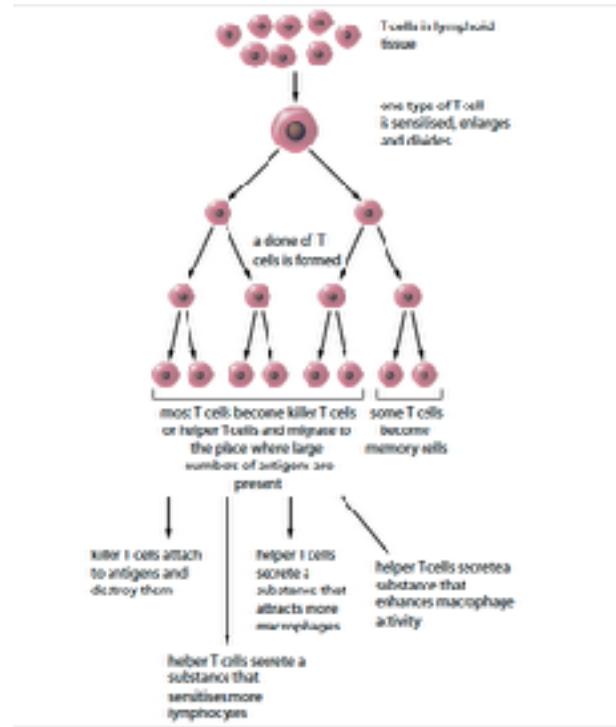 T cells in lymphoid
tissue
one type of T cell
is sensitised, enlarges
and divides
a clone of T
cells is formed
most T cells become killer T cells
or helper T cells and migrate to
the place where large
numbers of antigens are
present
some T cells
become
memory cells
killer T cells attach
to antigens and
destroy them
helper T cells
secrete a
substance that
attracts more
macrophages
helper T cells secrete a
substance that
enhances macrophage
activity
helper T cells secrete a
substance that
sensitises more
lymphocytes